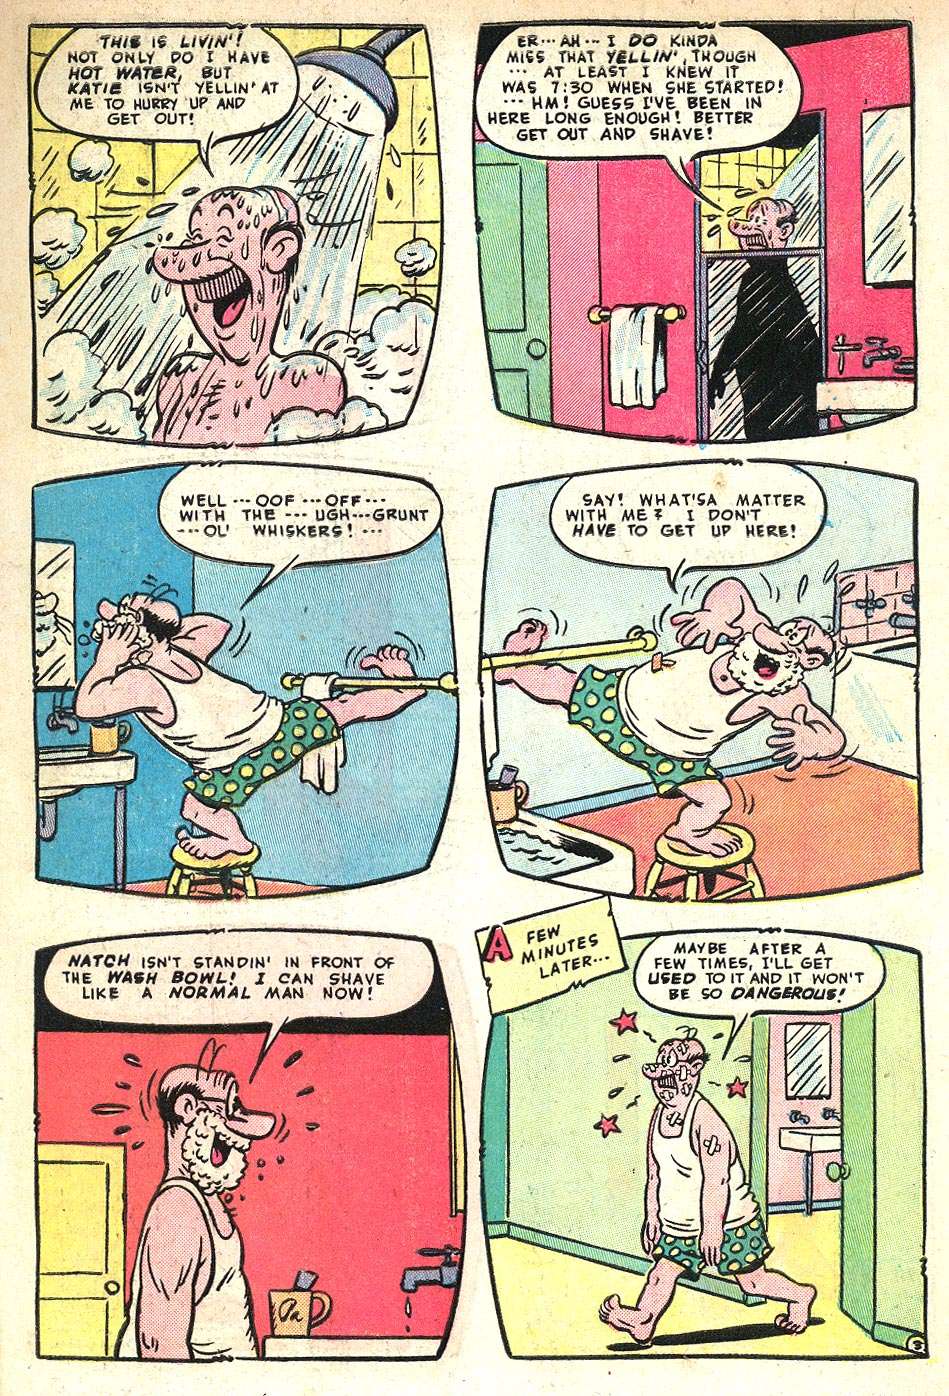 THIS IS LIVIN'!
NOT ONLY DO I HAVE
HOT WATER, BUT
KATIE ISN'T YELLIN' AT
ME TO HURRY UP AND
GET OUT!
ER--- AH-- I DO KINDA
MISS THAT YELLIN', THOUGH
--- AT LEAST I KNEW IT
WAS 7:30 WHEN SHE STARTED!
--- HM! GUESS I'VE BEEN IN
HERE LONG ENOUGH! BETTER
GET OUT AND SHAVE!
WELL --- OOF --- OFF---
WITH THE --- UGH---GRUNT
--- OL' WHISKERS! ---
SAY! WHAT'SA MATTER
WITH ME? I DON'T
HAVE TO GET UP HERE!
NATCH ISN'T STANDIN' IN FRONT OF
THE WASH BOWL! I CAN SHAVE
LIKE A NORMAL MAN NOW!
Pa
A FEW
MINUTES
LATER---
MAYBE AFTER A
FEW TIMES, I'LL GET
USED TO IT AND IT WON'T
BE SO DANGEROUS!
3